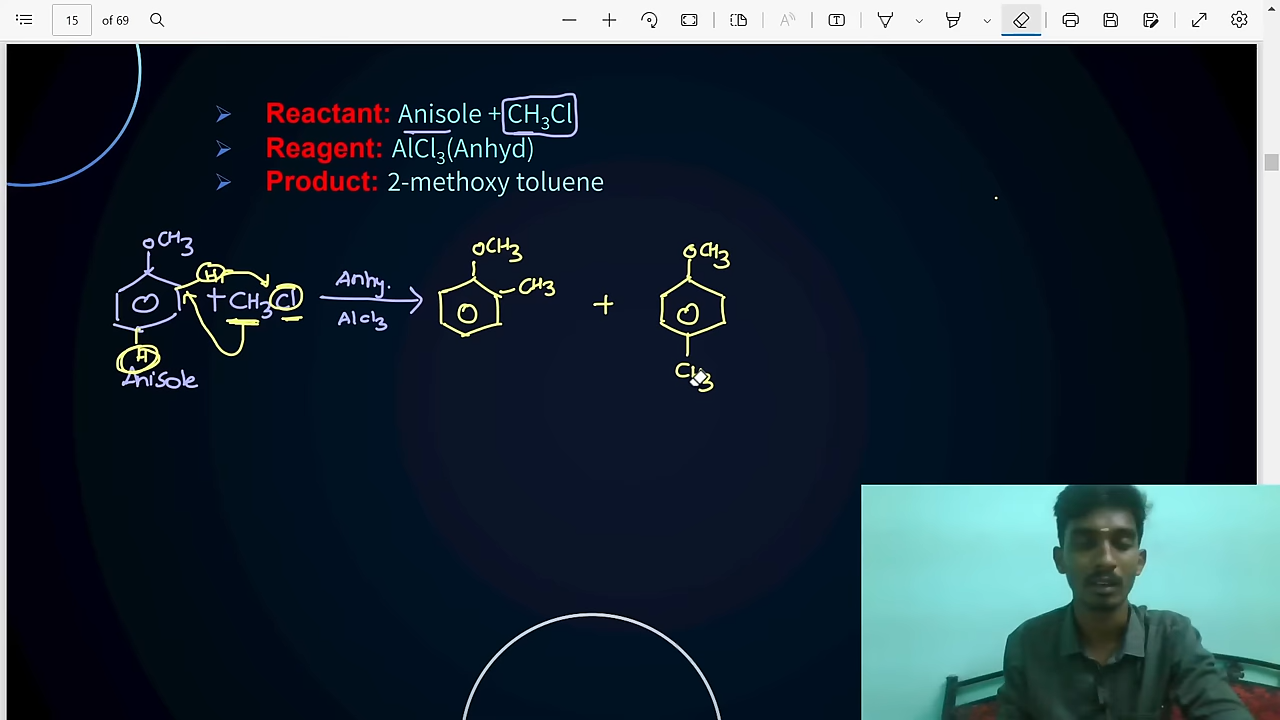 15 of 69
Reactant: Anisole + CH₃Cl
Reagent: AlCl₃(Anhyd)
Product: 2-methoxy toluene
OCH₃ OCH₃ OCH₃
H Anhy. CH₃
+ CH₃Cl AlCl₃ +
H CH₃
Anisole